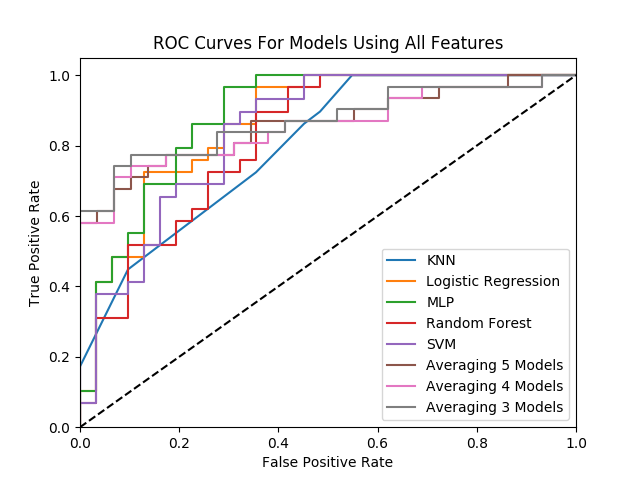 ROC Curves For Models Using All Features
True Positive Rate
1.0
0.8
0.6
0.4
0.2
0.0
KNN
Logistic Regression
MLP
Random Forest
SVM
Averaging 5 Models
Averaging 4 Models
Averaging 3 Models
0.0 0.2 0.4 0.6 0.8 1.0
False Positive Rate